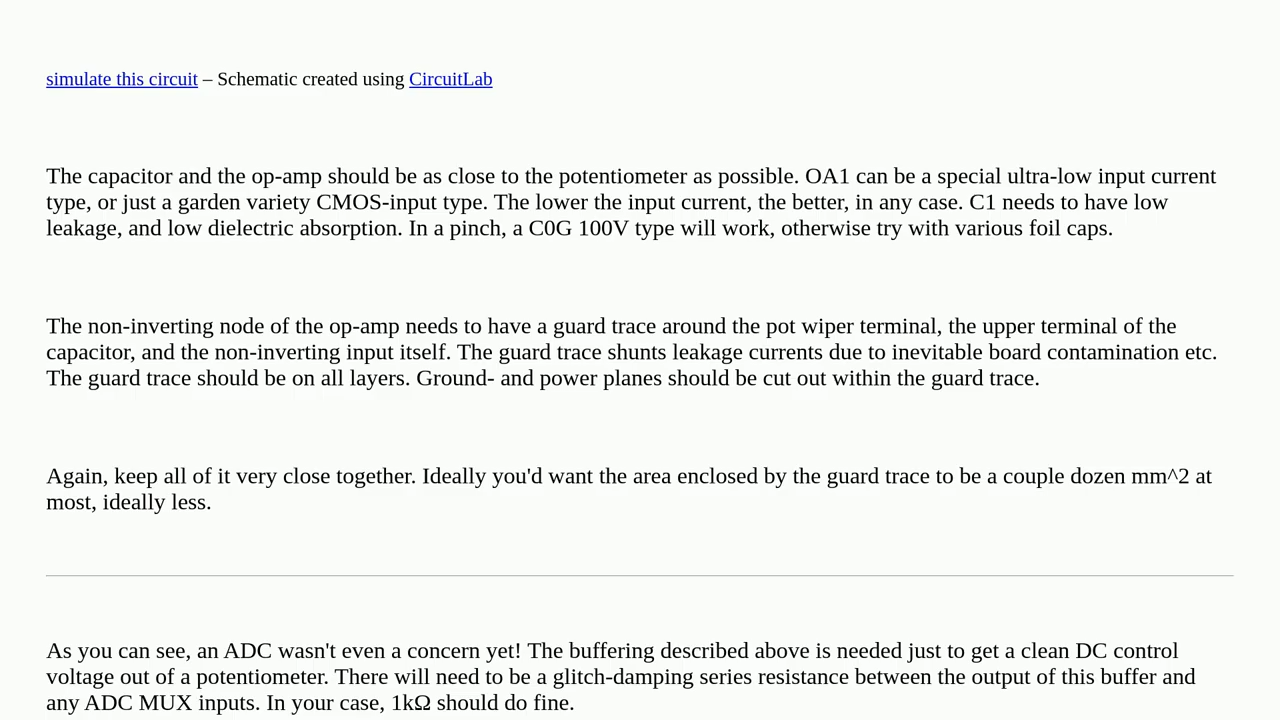 simulate this circuit – Schematic created using CircuitLab
The capacitor and the op-amp should be as close to the potentiometer as possible. OA1 can be a special ultra-low input current
type, or just a garden variety CMOS-input type. The lower the input current, the better, in any case. C1 needs to have low
leakage, and low dielectric absorption. In a pinch, a C0G 100V type will work, otherwise try with various foil caps.
The non-inverting node of the op-amp needs to have a guard trace around the pot wiper terminal, the upper terminal of the
capacitor, and the non-inverting input itself. The guard trace shunts leakage currents due to inevitable board contamination etc.
The guard trace should be on all layers. Ground- and power planes should be cut out within the guard trace.
Again, keep all of it very close together. Ideally you'd want the area enclosed by the guard trace to be a couple dozen mm^2 at
most, ideally less.
As you can see, an ADC wasn't even a concern yet! The buffering described above is needed just to get a clean DC control
voltage out of a potentiometer. There will need to be a glitch-damping series resistance between the output of this buffer and
any ADC MUX inputs. In your case, 1kΩ should do fine.